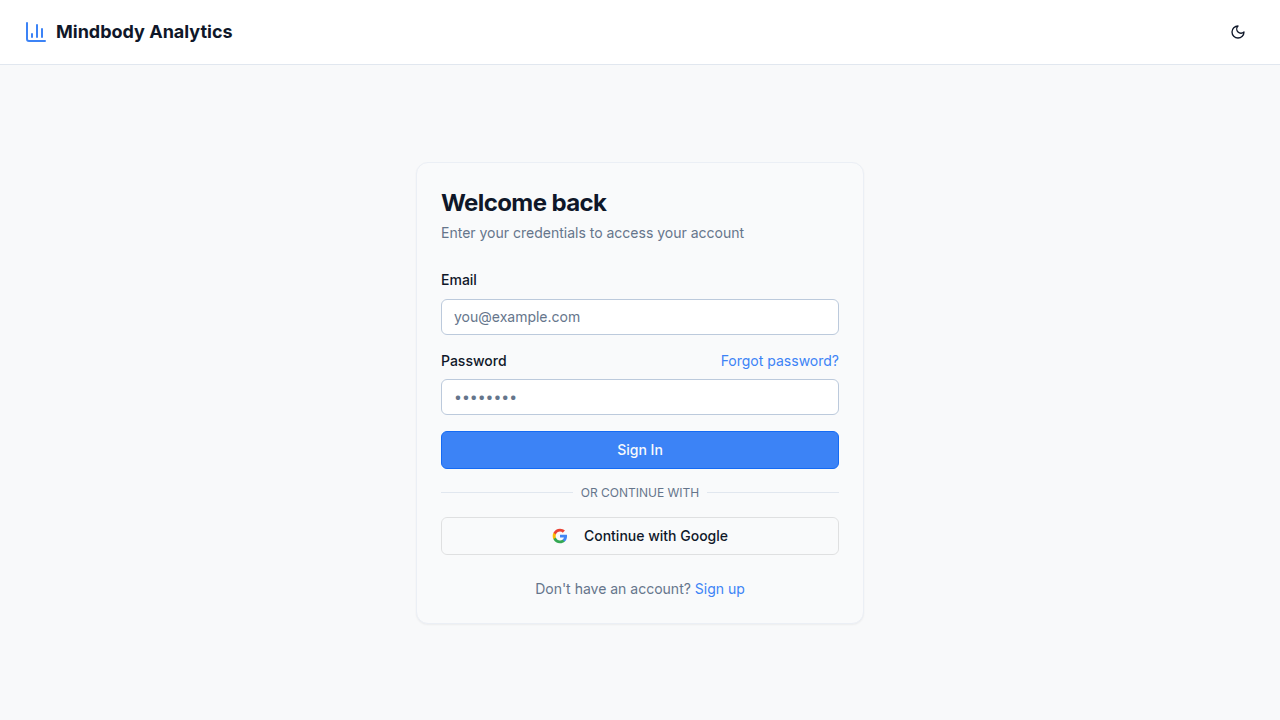 Mindbody Analytics
Welcome back
Enter your credentials to access your account
Email
you@example.com
Password Forgot password?
••••••••
Sign In
OR CONTINUE WITH
Continue with Google
Don't have an account? Sign up